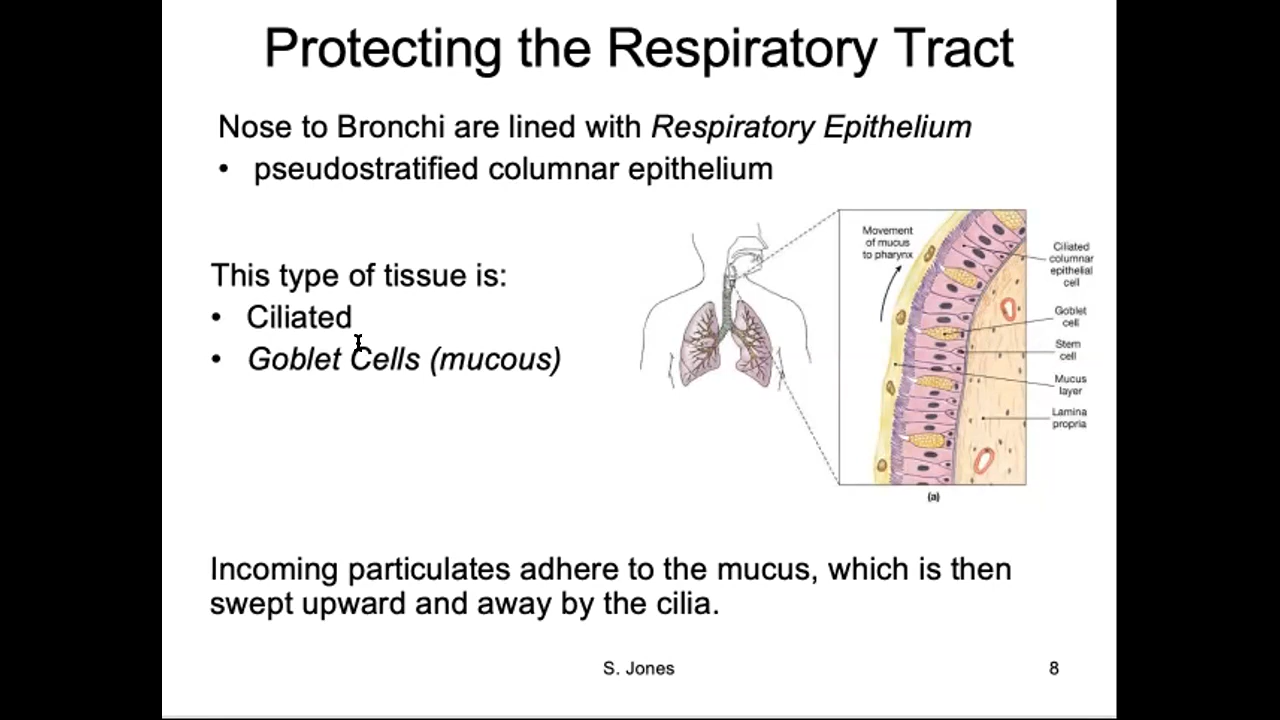 Protecting the Respiratory Tract
Nose to Bronchi are lined with Respiratory Epithelium
• pseudostratified columnar epithelium
This type of tissue is:
• Ciliated
• Goblet Cells (mucous)
Movement
of mucus
to pharynx
Ciliated
columnar
epithelial
cell
Goblet
cell
Stem
cell
Mucus
layer
Lamina
propria
(a)
Incoming particulates adhere to the mucus, which is then
swept upward and away by the cilia.
S. Jones
8